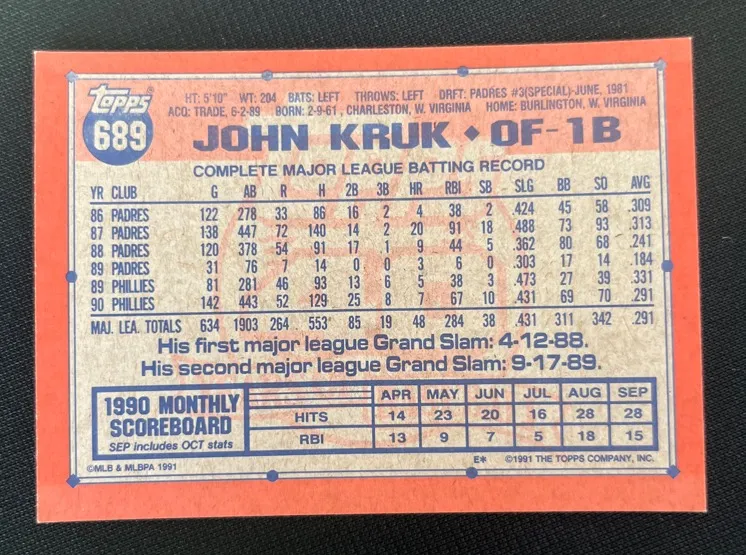 Topps
689
HT: 5'10" WT: 204 BATS: LEFT THROWS: LEFT DRFT: PADRES #3(SPECIAL)-JUNE, 1981
ACQ: TRADE, 6-2-89 BORN: 2-9-61, CHARLESTON, W. VIRGINIA HOME: BURLINGTON, W. VIRGINIA
JOHN KRUK ◆ OF-1B
COMPLETE MAJOR LEAGUE BATTING RECORD
YR CLUB G AB R H 2B 3B HR RBI SB SLG BB SO AVG
86 PADRES 122 278 33 86 16 2 4 38 2 .424 45 58 .309
87 PADRES 138 447 72 140 14 2 20 91 18 .488 73 93 .313
88 PADRES 120 378 54 91 17 1 9 44 5 .362 80 68 .241
89 PADRES 31 76 7 14 0 0 3 6 0 .303 17 14 .184
89 PHILLIES 81 281 46 93 13 6 5 38 3 .473 27 39 .331
90 PHILLIES 142 443 52 129 25 8 7 67 10 .431 69 70 .291
MAJ. LEA. TOTALS 634 1903 264 553 85 19 48 284 38 .431 311 342 .291
His first major league Grand Slam: 4-12-88.
His second major league Grand Slam: 9-17-89.
1990 MONTHLY
SCOREBOARD
SEP includes OCT stats
APR MAY JUN JUL AUG SEP
HITS 14 23 20 16 28 28
RBI 13 9 7 5 18 15
©MLB & MLBPA 1991
E* ©1991 THE TOPPS COMPANY, INC.